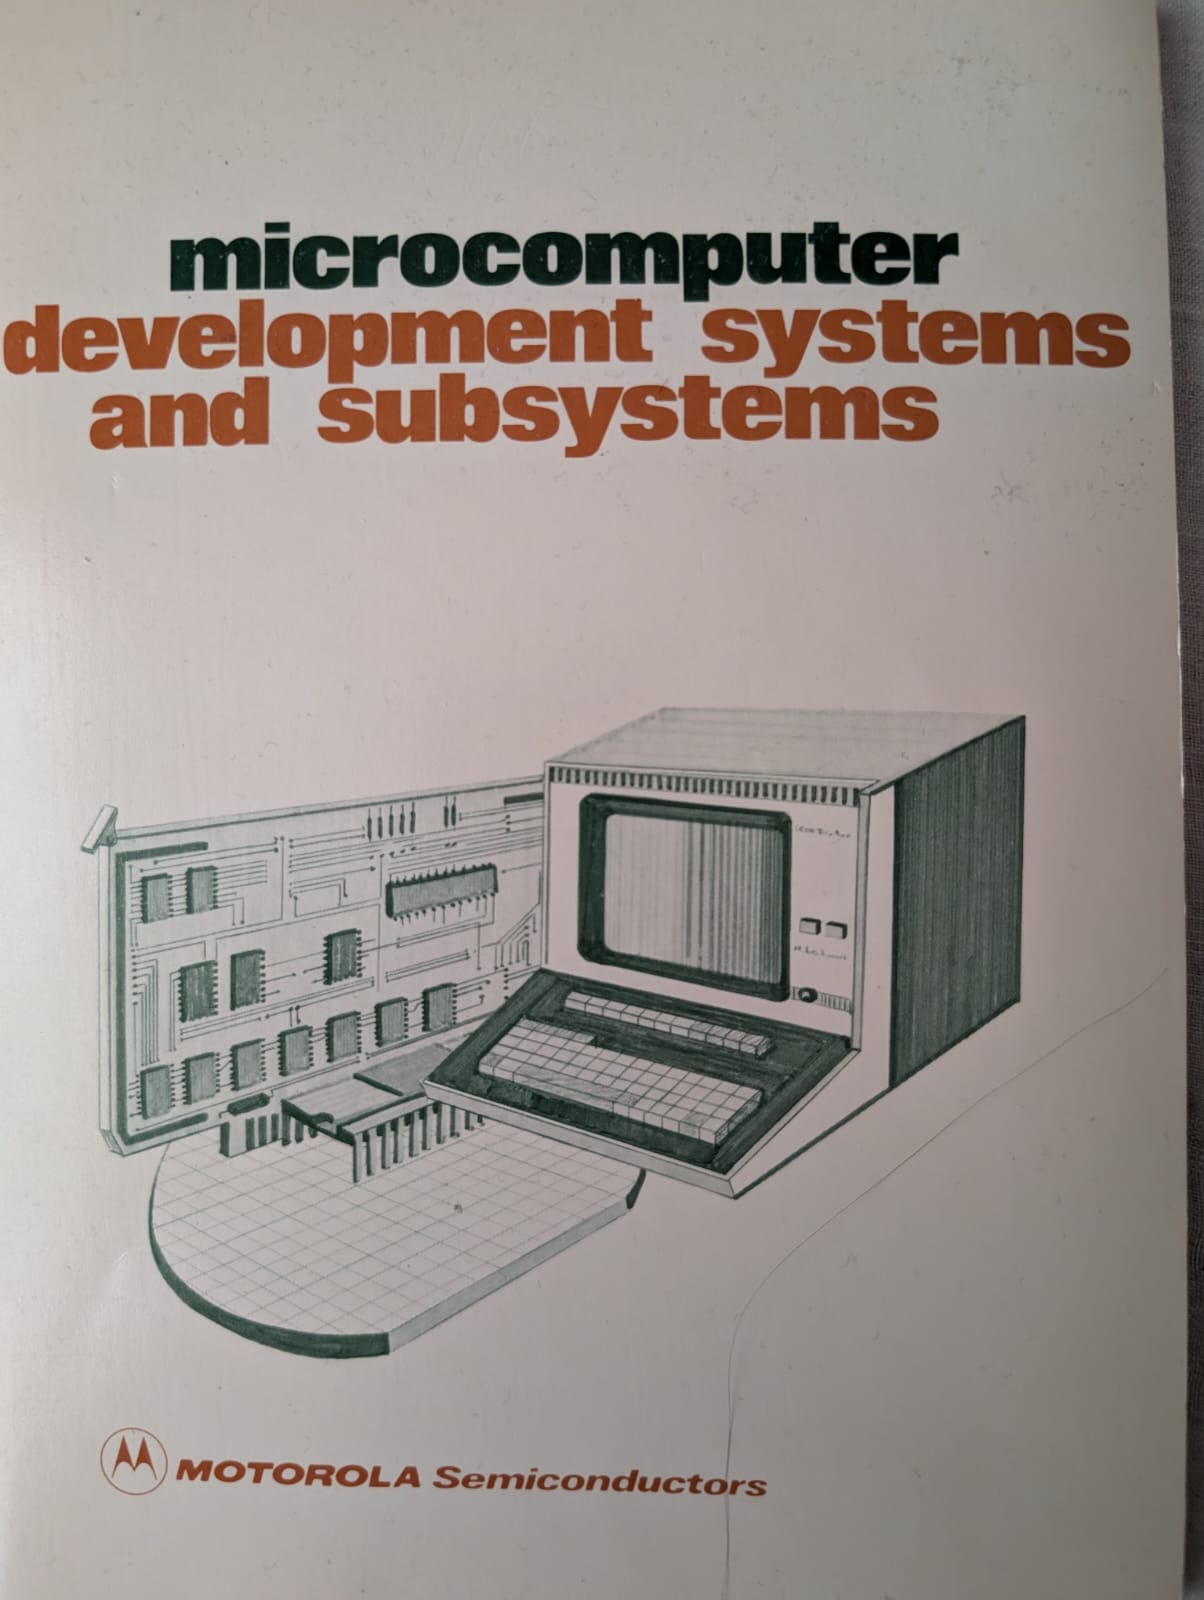 microcomputer
development systems
and subsystems
MOTOROLA Semiconductors